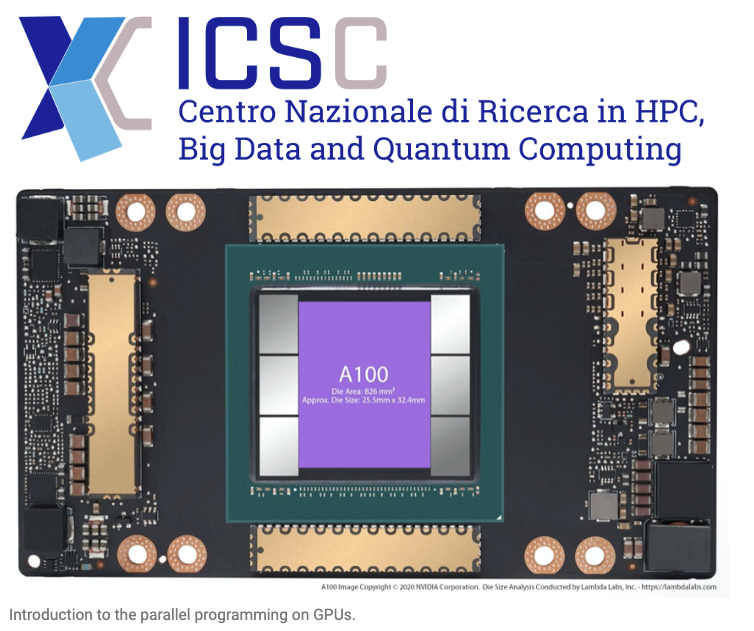 ICSC
Centro Nazionale di Ricerca in HPC,
Big Data and Quantum Computing
A100
Die Area: 826 mm²
Approx. Die Size: 25.5mm x 32.4mm
A100 Image Copyright © 2020 NVIDIA Corporation. Die Size Analysis Conducted by Lambda Labs, Inc. - https://lambdalabs.com
Introduction to the parallel programming on GPUs.